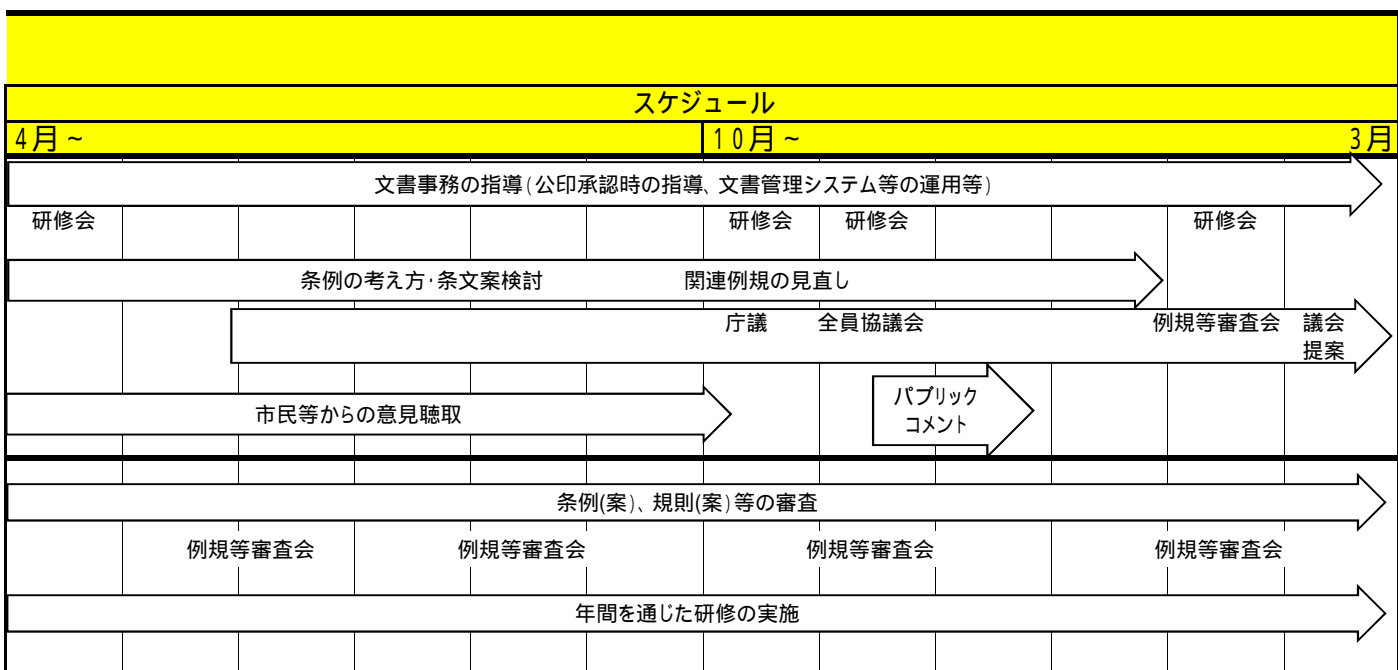 スケジュール
4月~ 10月~ 3月
文書事務の指導(公印承認時の指導、文書管理システム等の運用等)
研修会 研修会 研修会 研修会
条例の考え方・条文案検討 関連例規の見直し
庁議 全員協議会 例規等審査会 議会
提案
パブリック
コメント
市民等からの意見聴取
条例(案)、規則(案)等の審査
例規等審査会 例規等審査会 例規等審査会 例規等審査会
年間を通じた研修の実施